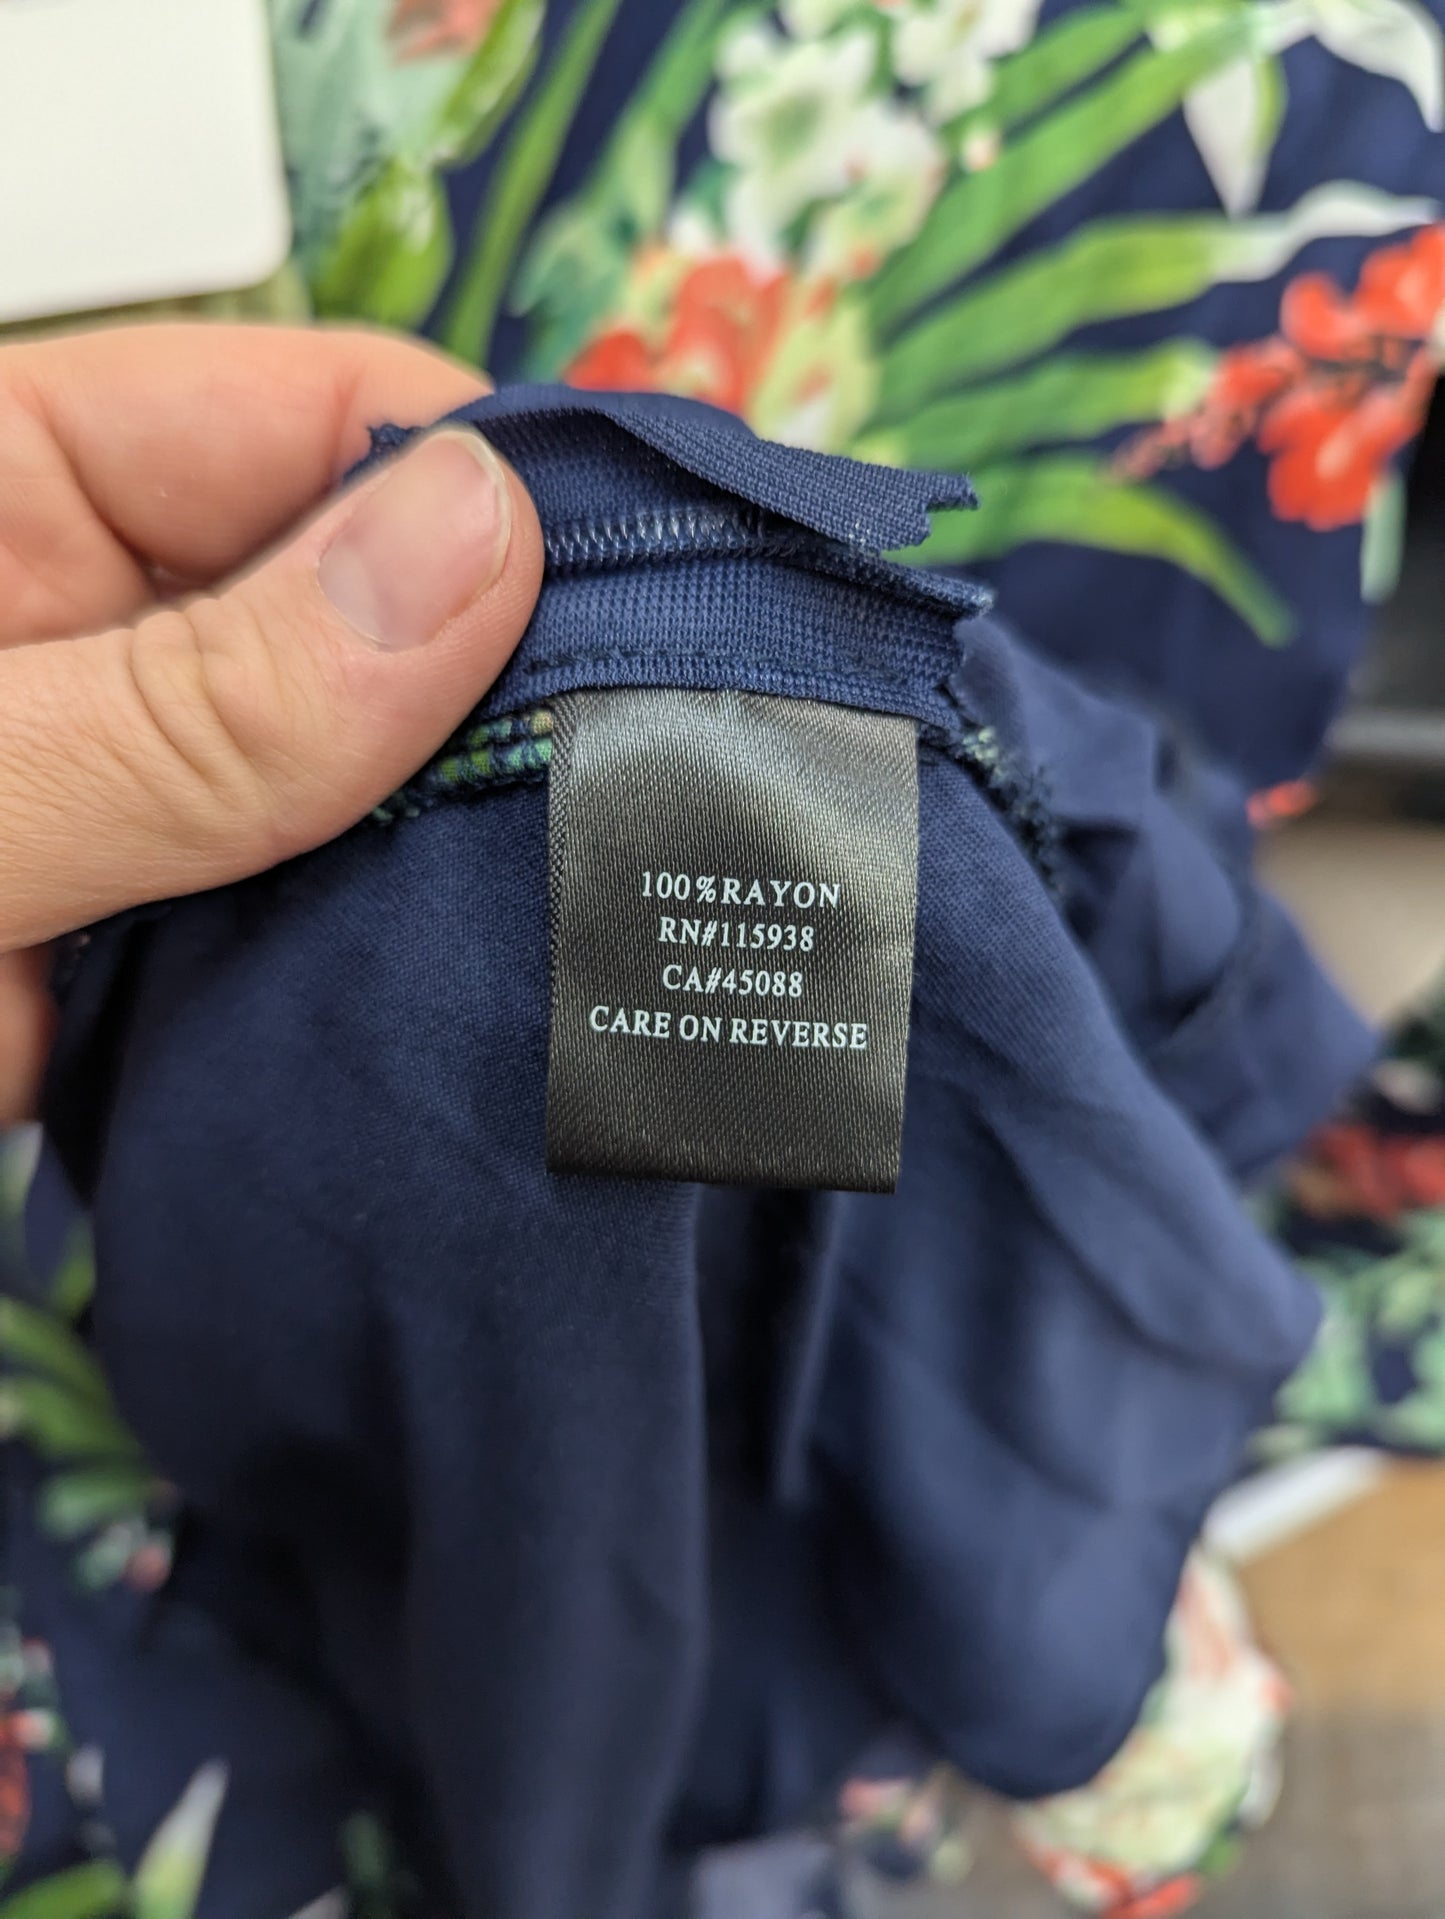 100%RAYON
RN#115938
CA#45088
CARE ON REVERSE